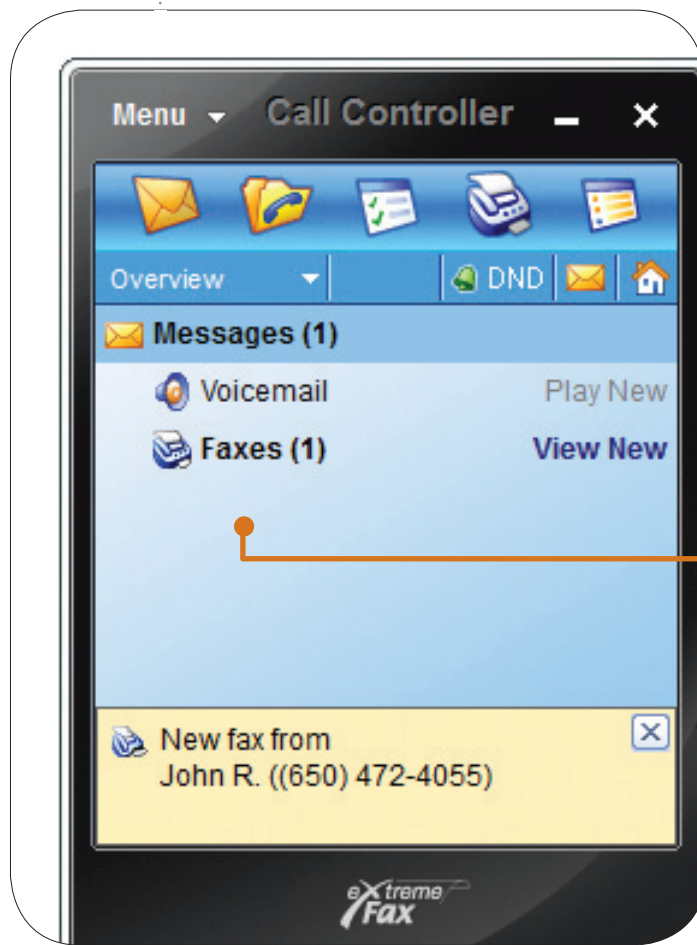 Menu Call Controller
Overview DND
Messages (1)
Voicemail Play New
Faxes (1) View New
New fax from
John R. ((650) 472-4055)
eXtreme
Fax